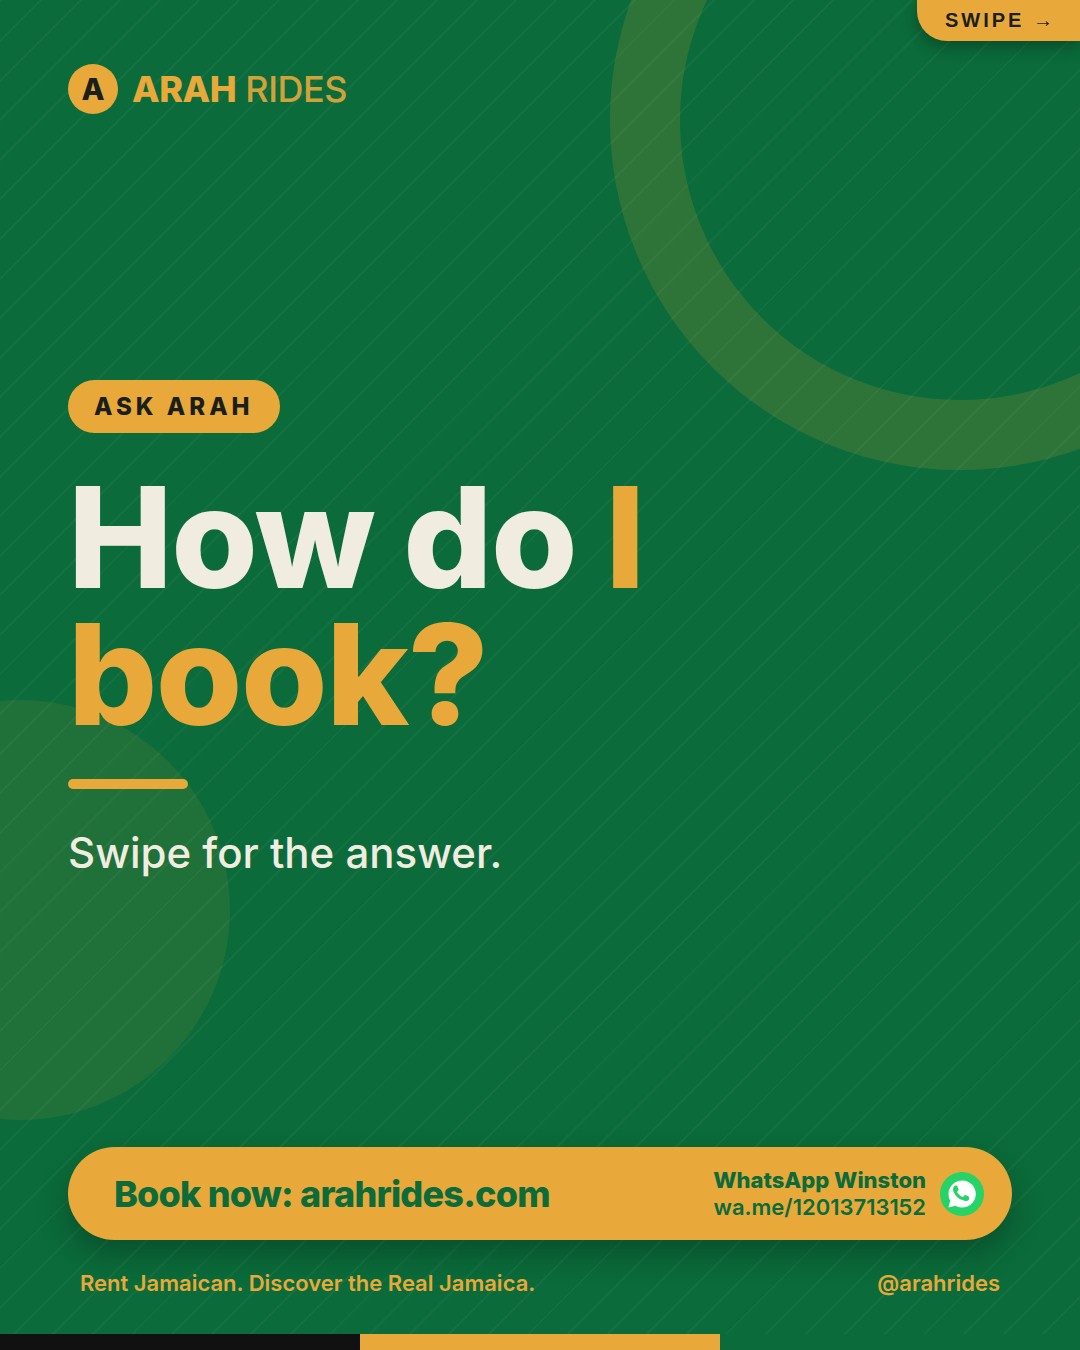 SWIPE →
A ARAH RIDES
ASK ARAH
How do I
book?
Swipe for the answer.
Book now: arahrides.com
WhatsApp Winston
wa.me/12013713152
Rent Jamaican. Discover the Real Jamaica.
@arahrides